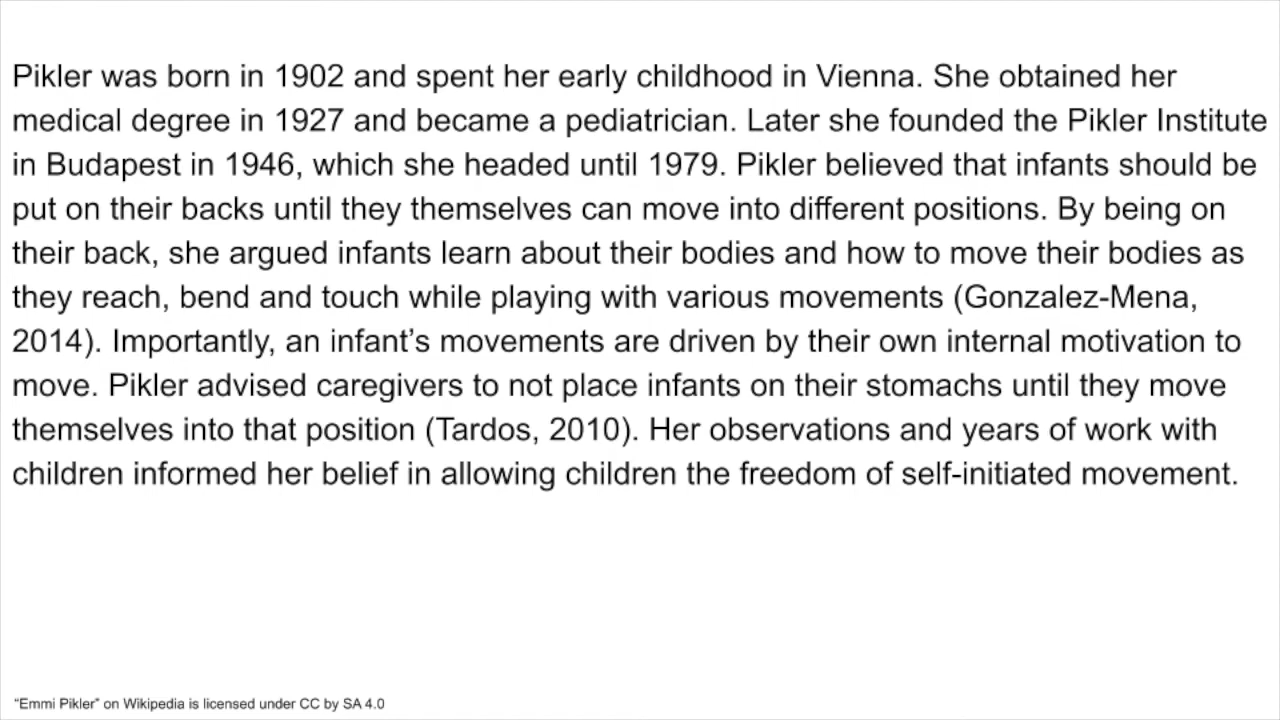 Pikler was born in 1902 and spent her early childhood in Vienna. She obtained her
medical degree in 1927 and became a pediatrician. Later she founded the Pikler Institute
in Budapest in 1946, which she headed until 1979. Pikler believed that infants should be
put on their backs until they themselves can move into different positions. By being on
their back, she argued infants learn about their bodies and how to move their bodies as
they reach, bend and touch while playing with various movements (Gonzalez-Mena,
2014). Importantly, an infant’s movements are driven by their own internal motivation to
move. Pikler advised caregivers to not place infants on their stomachs until they move
themselves into that position (Tardos, 2010). Her observations and years of work with
children informed her belief in allowing children the freedom of self-initiated movement.
“Emmi Pikler” on Wikipedia is licensed under CC by SA 4.0